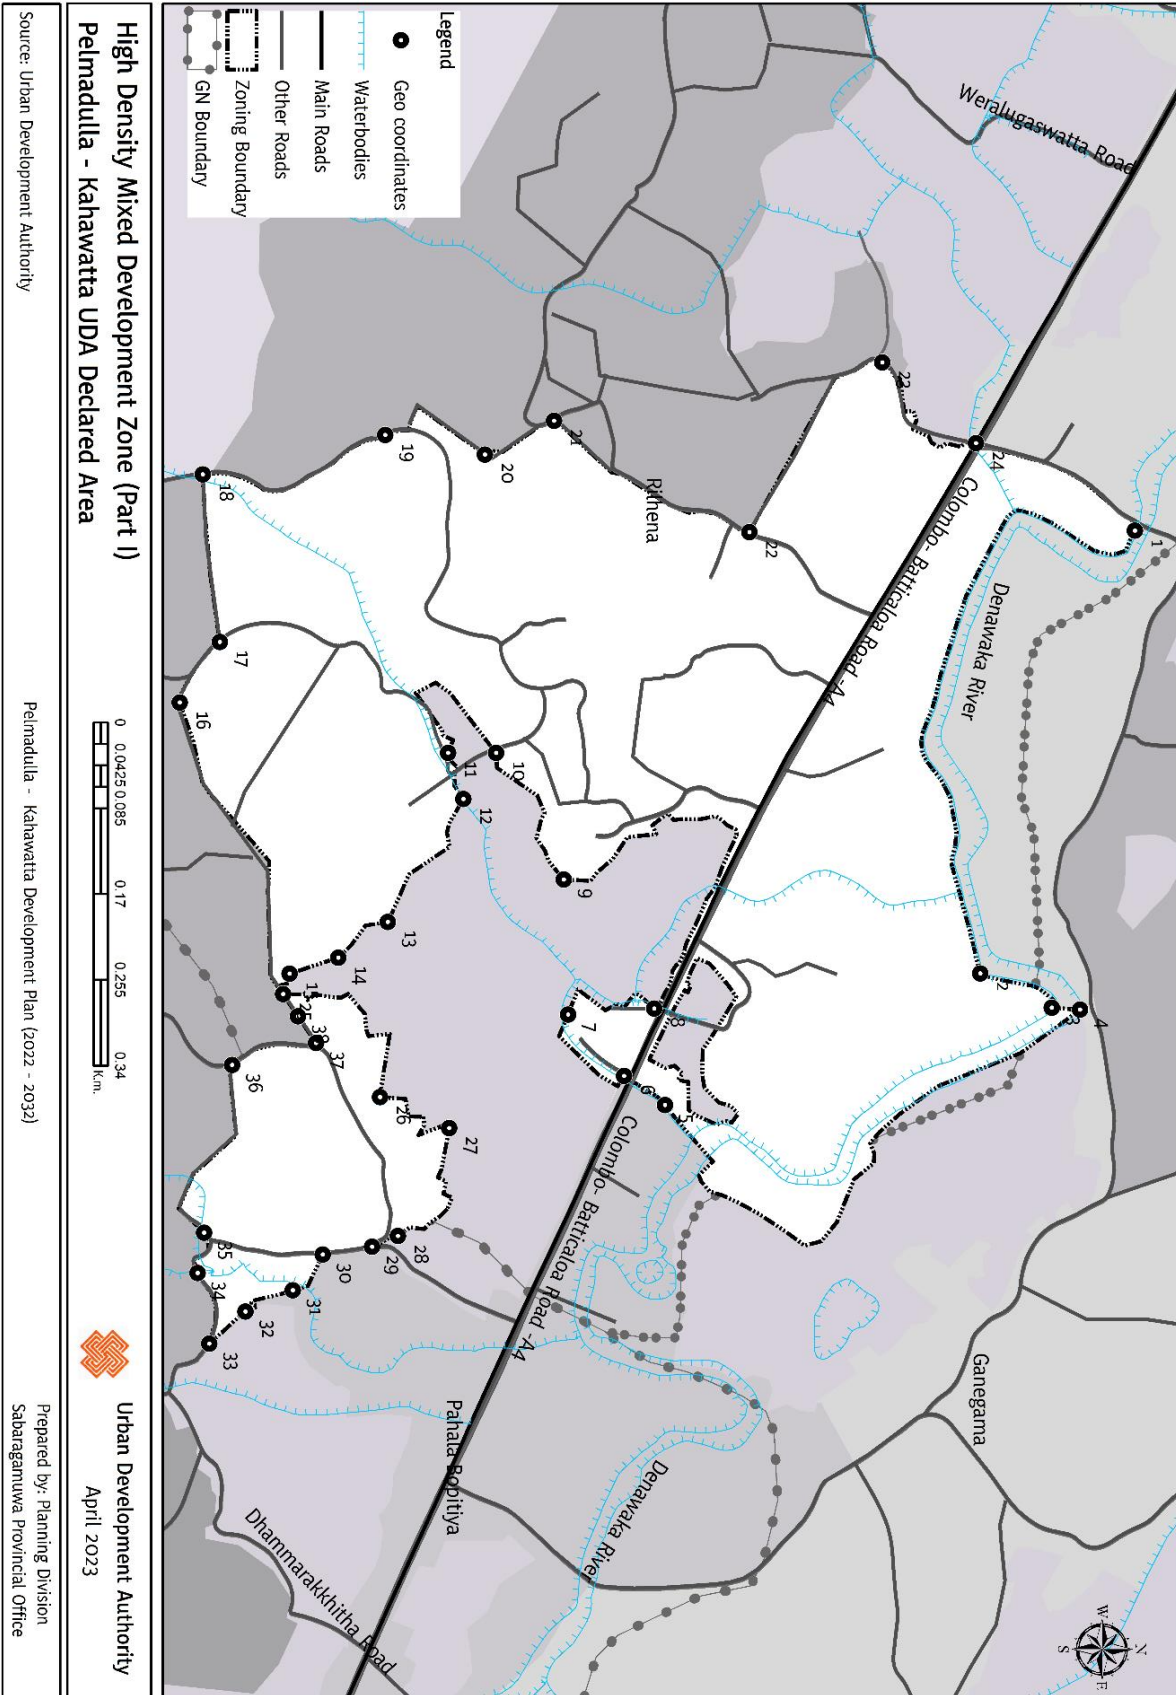 Legend
Geo coordinates
Waterbodies
Main Roads
Other Roads
Zoning Boundary
GN Boundary
Weralugaswatta Road
Colombo- Batticaloa Road -A4
Denawaka River
Rilhena
Colombo- Batticaloa Road -A4
Pahala Bopitiya
Denawaka River
Ganegama
Dhammarakkhitha Road
1
2
3
4
5
6
7
8
9
10
11
12
13
14
15
16
17
18
19
20
21
22
23
24
25
26
27
28
29
30
31
32
33
34
35
36
37
38
N
E
S
W
High Density Mixed Development Zone (Part I)
Pelmadulla - Kahawatta UDA Declared Area
0 0.0425 0.085 0.17 0.255 0.34
K.m.
Urban Development Authority
April 2023
Source: Urban Development Authority
Pelmadulla - Kahawatta Development Plan (2022 - 2032)
Prepared by: Planning Division
Sabaragamuwa Provincial Office